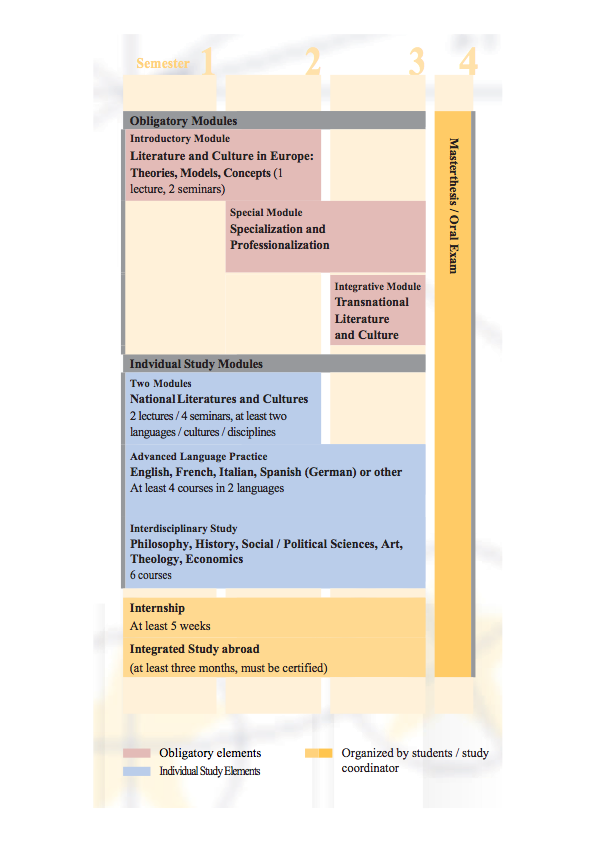 Semester 1 2 3 4
Obligatory Modules
Introductory Module
Literature and Culture in Europe:
Theories, Models, Concepts (1
lecture, 2 seminars)
Special Module
Specialization and
Professionalization
Integrative Module
Transnational
Literature
and Culture
Masterthesis / Oral Exam
Indvidual Study Modules
Two Modules
National Literatures and Cultures
2 lectures / 4 seminars, at least two
languages / cultures / disciplines
Advanced Language Practice
English, French, Italian, Spanish (German) or other
At least 4 courses in 2 languages
Interdisciplinary Study
Philosophy, History, Social / Political Sciences, Art,
Theology, Economics
6 courses
Internship
At least 5 weeks
Integrated Study abroad
(at least three months, must be certified)
Obligatory elements
Individual Study Elements
Organized by students / study
coordinator